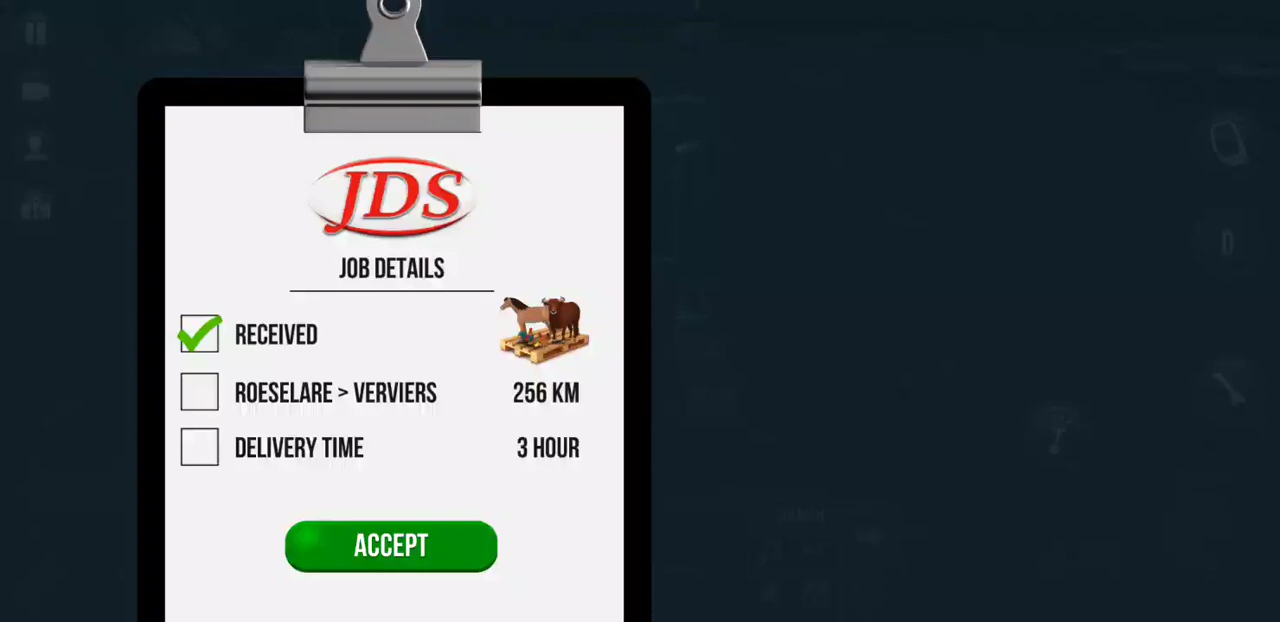 JDS
JOB DETAILS
RECEIVED
ROESELARE > VERVIERS 256 KM
DELIVERY TIME 3 HOUR
ACCEPT
D